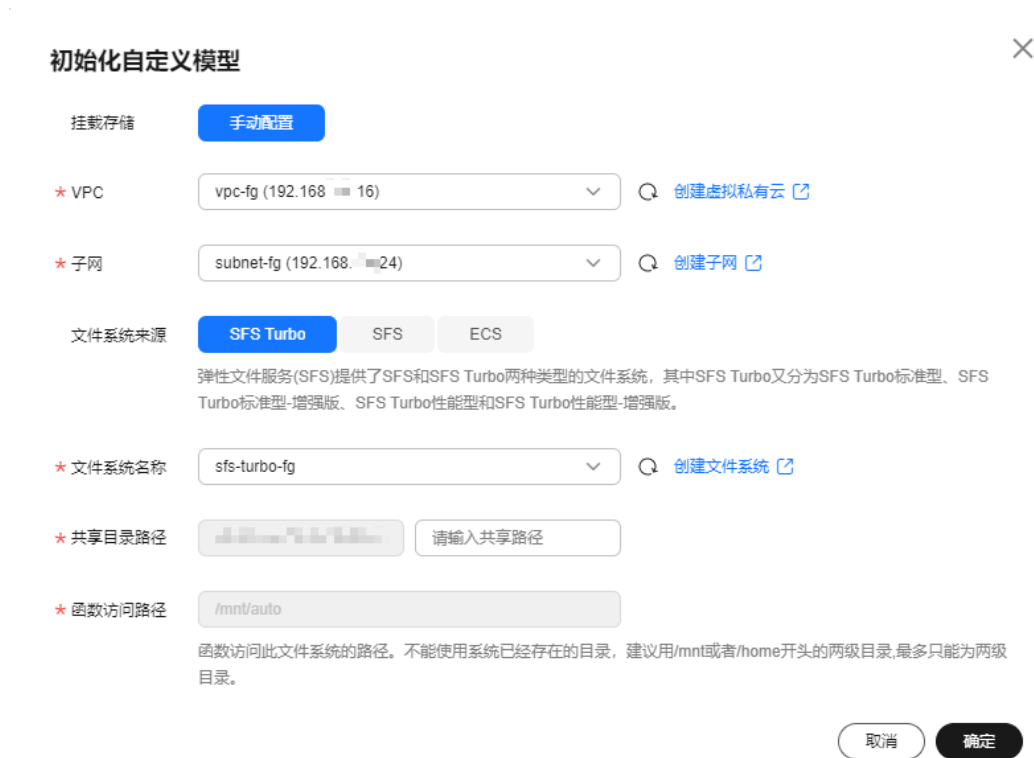 初始化自定义模型
挂载存储 手动配置
* VPC vpc-fg (192.168 16) 创建虚拟私有云
* 子网 subnet-fg (192.168. 24) 创建子网
文件系统来源 SFS Turbo SFS ECS
弹性文件服务(SFS)提供了SFS和SFS Turbo两种类型的文件系统，其中SFS Turbo又分为SFS Turbo标准型、SFS
Turbo标准型-增强版、SFS Turbo性能型和SFS Turbo性能型-增强版。
* 文件系统名称 sfs-turbo-fg 创建文件系统
* 共享目录路径 请输入共享路径
* 函数访问路径 /mnt/auto
函数访问此文件系统的路径。不能使用系统已经存在的目录，建议用/mnt或者/home开头的两级目录,最多只能为两级
目录。
取消 确定